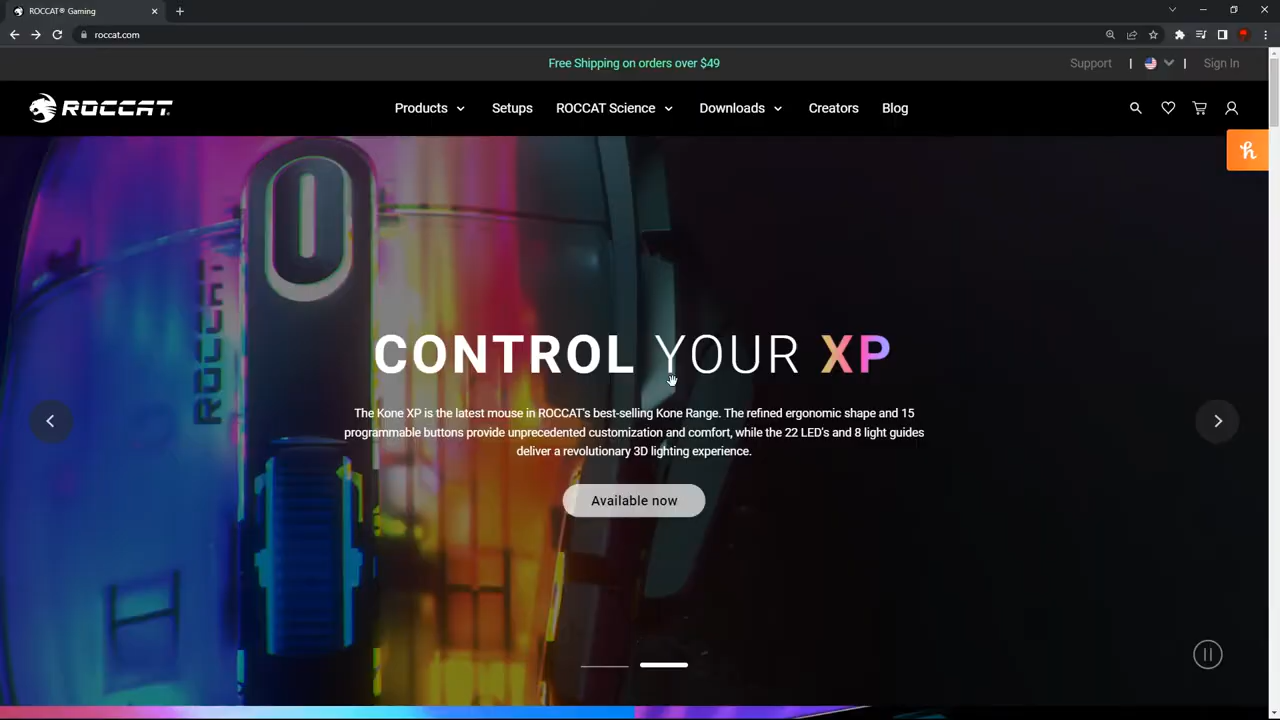 ROCCAT® Gaming
roccat.com
Free Shipping on orders over $49
Support | | Sign In
ROCCAT Products Setups ROCCAT Science Downloads Creators Blog
h
ROCCAT
CONTROL YOUR XP
The Kone XP is the latest mouse in ROCCAT's best-selling Kone Range. The refined ergonomic shape and 15
programmable buttons provide unprecedented customization and comfort, while the 22 LED's and 8 light guides
deliver a revolutionary 3D lighting experience.
Available now